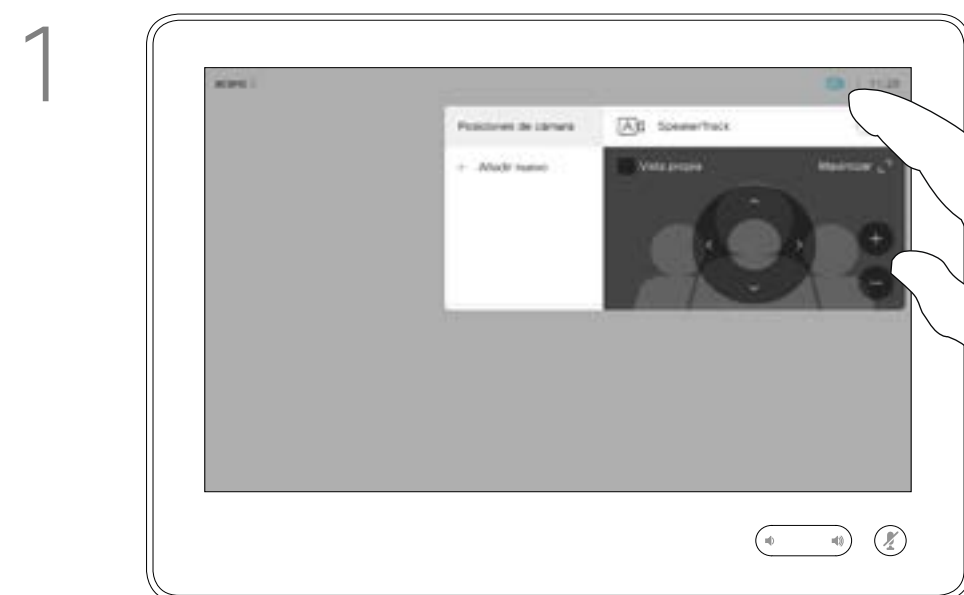 1
Posiciones de cámara
SpeakerTrack
+ Añadir nuevo
Vista propia
Maximizar